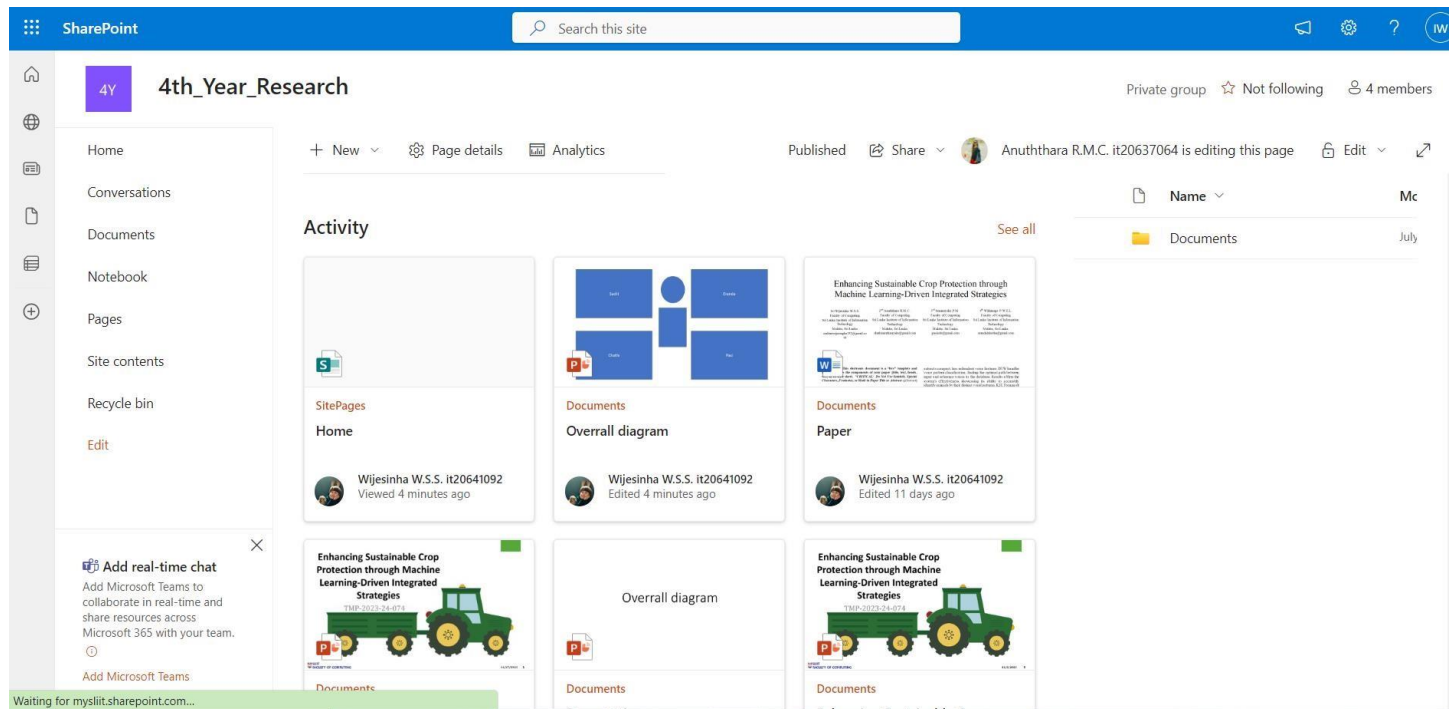 SharePoint
Search this site
IW
4Y
4th_Year_Research
Private group
Not following
4 members
Home
Conversations
Documents
Notebook
Pages
Site contents
Recycle bin
Edit
New
Page details
Analytics
Published
Share
Anuththara R.M.C. it20637064 is editing this page
Edit
Activity
See all
Name
Documents
July
SitePages
Home
Wijesinha W.S.S. it20641092
Viewed 4 minutes ago
Documents
Overrall diagram
Wijesinha W.S.S. it20641092
Edited 4 minutes ago
Enhancing Sustainable Crop Protection through
Machine Learning-Driven Integrated Strategies
Documents
Paper
Wijesinha W.S.S. it20641092
Edited 11 days ago
Enhancing Sustainable Crop
Protection through Machine
Learning-Driven Integrated
Strategies
TMP-2023-24-074
Documents
Overrall diagram
Documents
Enhancing Sustainable Crop
Protection through Machine
Learning-Driven Integrated
Strategies
TMP-2023-24-074
Documents
Add real-time chat
Add Microsoft Teams to
collaborate in real-time and
share resources across
Microsoft 365 with your team.
Add Microsoft Teams
Waiting for mysliit.sharepoint.com...